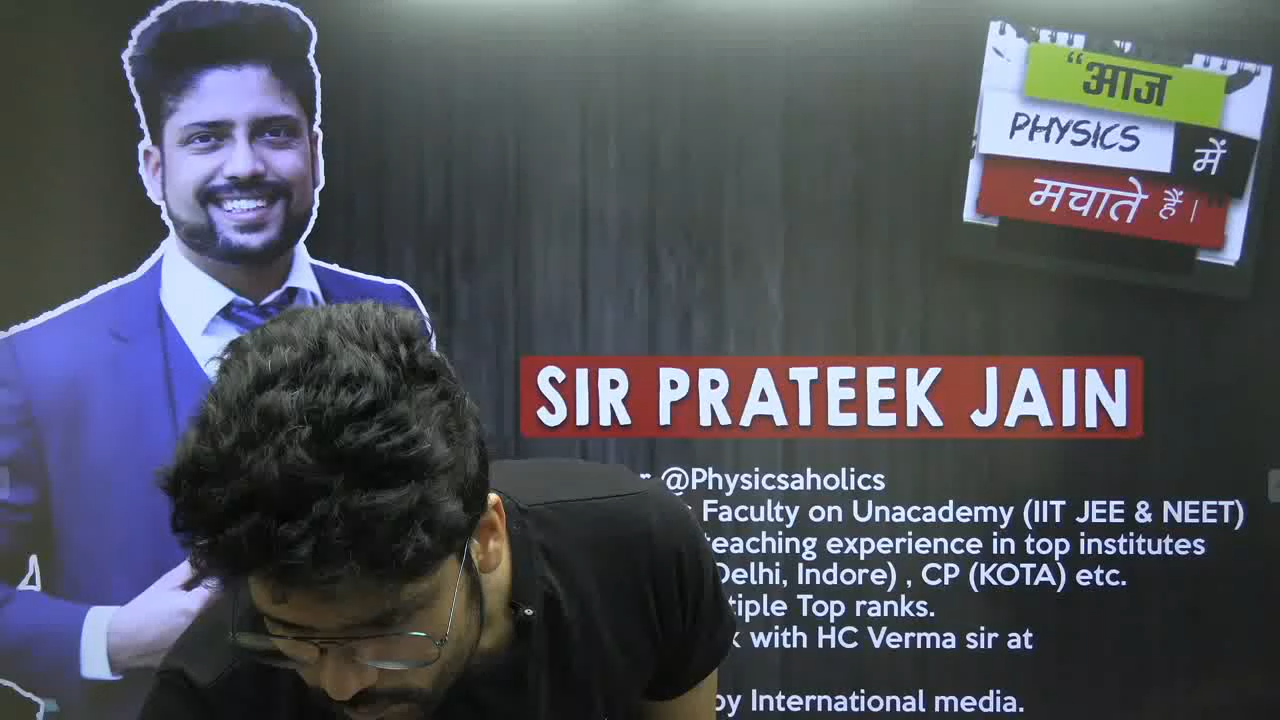 “आज
PHYSICS में
मचाते हैं।”
SIR PRATEEK JAIN
@Physicsaholics
Faculty on Unacademy (IIT JEE & NEET)
teaching experience in top institutes
Delhi, Indore) , CP (KOTA) etc.
Top ranks.
with HC Verma sir at
by International media.